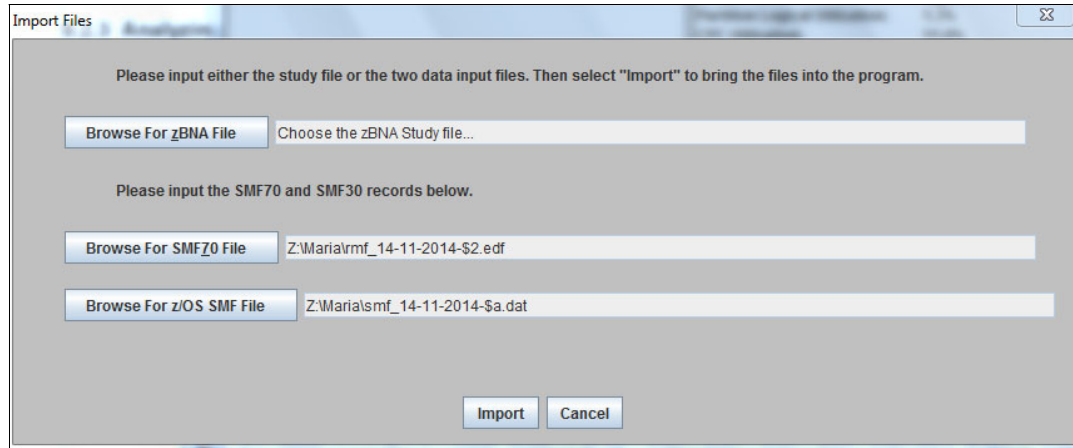 Import Files
Please input either the study file or the two data input files. Then select "Import" to bring the files into the program.
Browse For zBNA File
Choose the zBNA Study file...
Please input the SMF70 and SMF30 records below.
Browse For SMF70 File
Z:\Maria\rmf_14-11-2014-$2.edf
Browse For z/OS SMF File
Z:\Maria\smf_14-11-2014-$a.dat
Import
Cancel